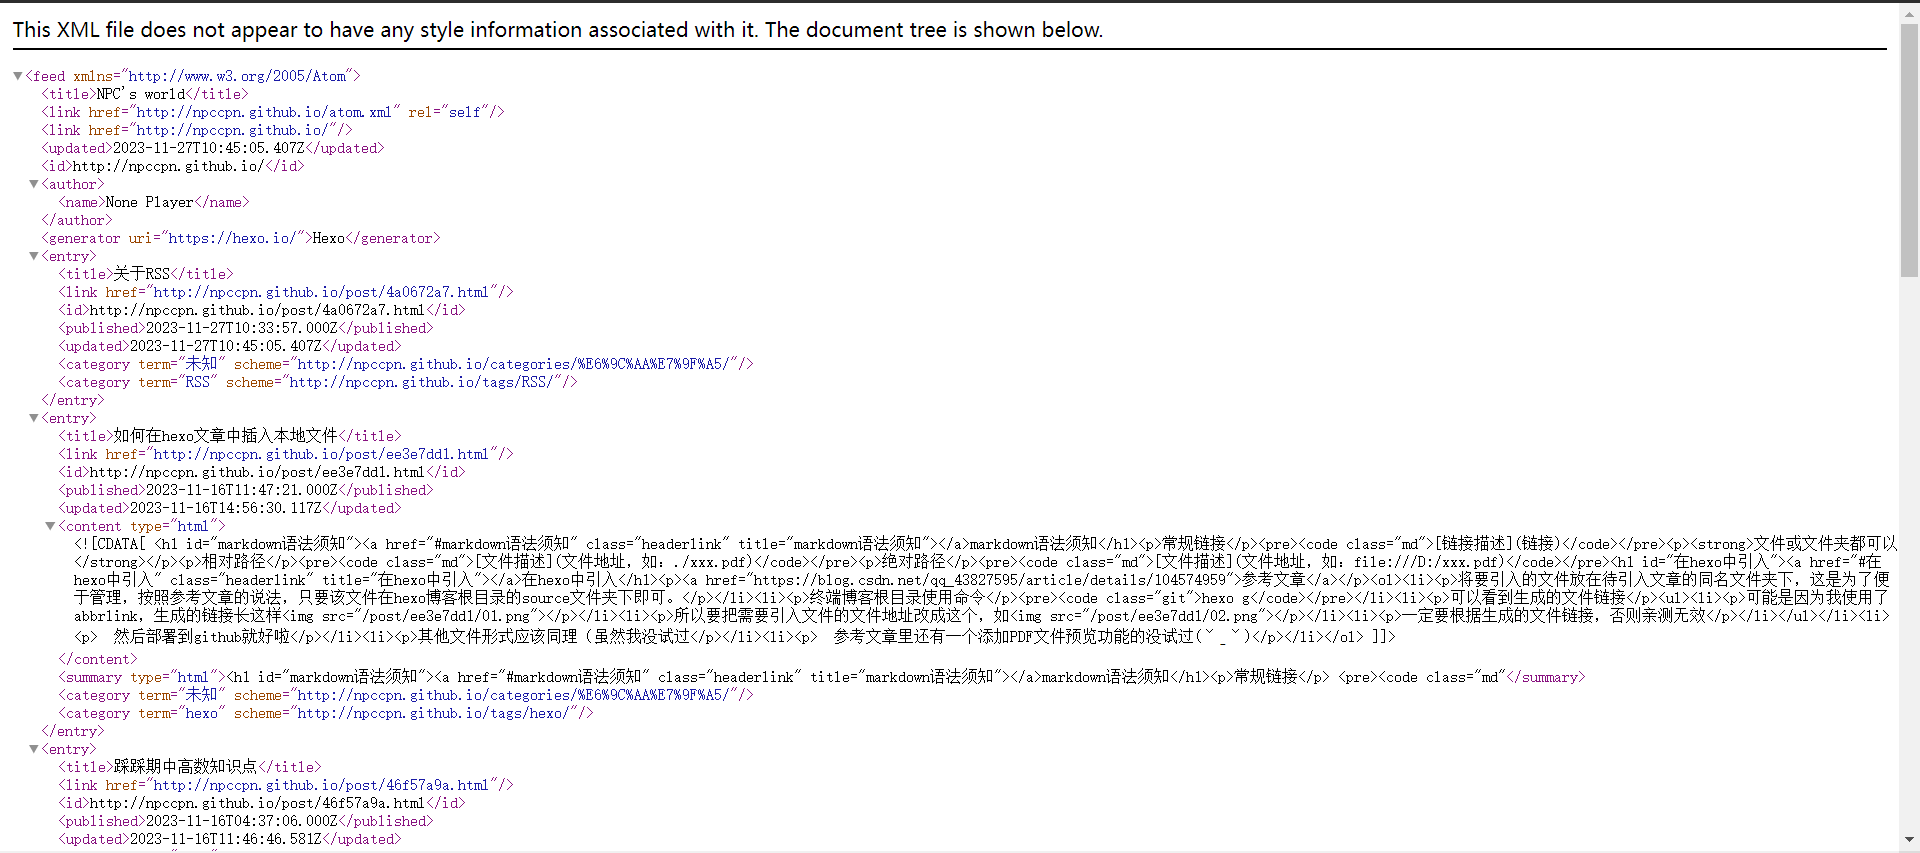 This XML file does not appear to have any style information associated with it. The document tree is shown below.
▼<feed xmlns="http://www.w3.org/2005/Atom">
<title>NPC's world</title>
<link href="http://npccpn.github.io/atom.xml" rel="self"/>
<link href="http://npccpn.github.io/"/>
<updated>2023-11-27T10:45:05.407Z</updated>
<id>http://npccpn.github.io/</id>
▼<author>
<name>None Player</name>
</author>
<generator uri="https://hexo.io/">Hexo</generator>
▼<entry>
<title>关于RSS</title>
<link href="http://npccpn.github.io/post/4a0672a7.html"/>
<id>http://npccpn.github.io/post/4a0672a7.html</id>
<published>2023-11-27T10:33:57.000Z</published>
<updated>2023-11-27T10:45:05.407Z</updated>
<category term="未知" scheme="http://npccpn.github.io/categories/%E6%9C%AA%E7%9F%A5/"/>
<category term="RSS" scheme="http://npccpn.github.io/tags/RSS/"/>
</entry>
▼<entry>
<title>如何在hexo文章中插入本地文件</title>
<link href="http://npccpn.github.io/post/ee3e7dd1.html"/>
<id>http://npccpn.github.io/post/ee3e7dd1.html</id>
<published>2023-11-16T11:47:21.000Z</published>
<updated>2023-11-16T14:56:30.117Z</updated>
▼<content type="html">
<![CDATA[ <h1 id="markdown语法须知"><a href="#markdown语法须知" class="headerlink" title="markdown语法须知"></a>markdown语法须知</h1><p>常规链接</p><pre><code class="md">[链接描述](链接)</code></pre><p><strong>文件或文件夹都可以
</strong></p><p>相对路径</p><pre><code class="md">[文件描述](文件地址，如：./xxx.pdf)</code></pre><p>绝对路径</p><pre><code class="md">[文件描述](文件地址，如：file:///D:/xxx.pdf)</code></pre><h1 id="在hexo中引入"><a href="#在
hexo中引入" class="headerlink" title="在hexo中引入"></a>在hexo中引入</h1><p><a href="https://blog.csdn.net/qq_43827595/article/details/104574959">参考文章</a></p><ol><li><p>将要引入的文件放在待引入文章的同名文件夹下，这是为了便
于管理，按照参考文章的说法，只要该文件在hexo博客根目录的source文件夹下即可。</p></li><li><p>终端博客根目录使用命令</p><pre><code class="git">hexo g</code></pre></li><li><p>可以看到生成的文件链接</p><ul><li><p>可能是因为我使用了
abbrlink，生成的链接长这样<img src="/post/ee3e7dd1/01.png"></p></li><li><p>所以要把需要引入文件的文件地址改成这个，如<img src="/post/ee3e7dd1/02.png"></p></li><li><p>一定要根据生成的文件链接，否则亲测无效</p></li></ul></li><li>
<p> 然后部署到github就好啦</p></li><li><p>其他文件形式应该同理（虽然我没试过</p></li><li><p> 参考文章里还有一个添加PDF文件预览功能的没试过(ˇ_ˇ)</p></li></ol> ]]>
</content>
<summary type="html"><h1 id="markdown语法须知"><a href="#markdown语法须知" class="headerlink" title="markdown语法须知"></a>markdown语法须知</h1><p>常规链接</p> <pre><code class="md"</summary>
<category term="未知" scheme="http://npccpn.github.io/categories/%E6%9C%AA%E7%9F%A5/"/>
<category term="hexo" scheme="http://npccpn.github.io/tags/hexo/"/>
</entry>
▼<entry>
<title>踩踩期中高数知识点</title>
<link href="http://npccpn.github.io/post/46f57a9a.html"/>
<id>http://npccpn.github.io/post/46f57a9a.html</id>
<published>2023-11-16T04:37:06.000Z</published>
<updated>2023-11-16T11:46:46.581Z</updated>